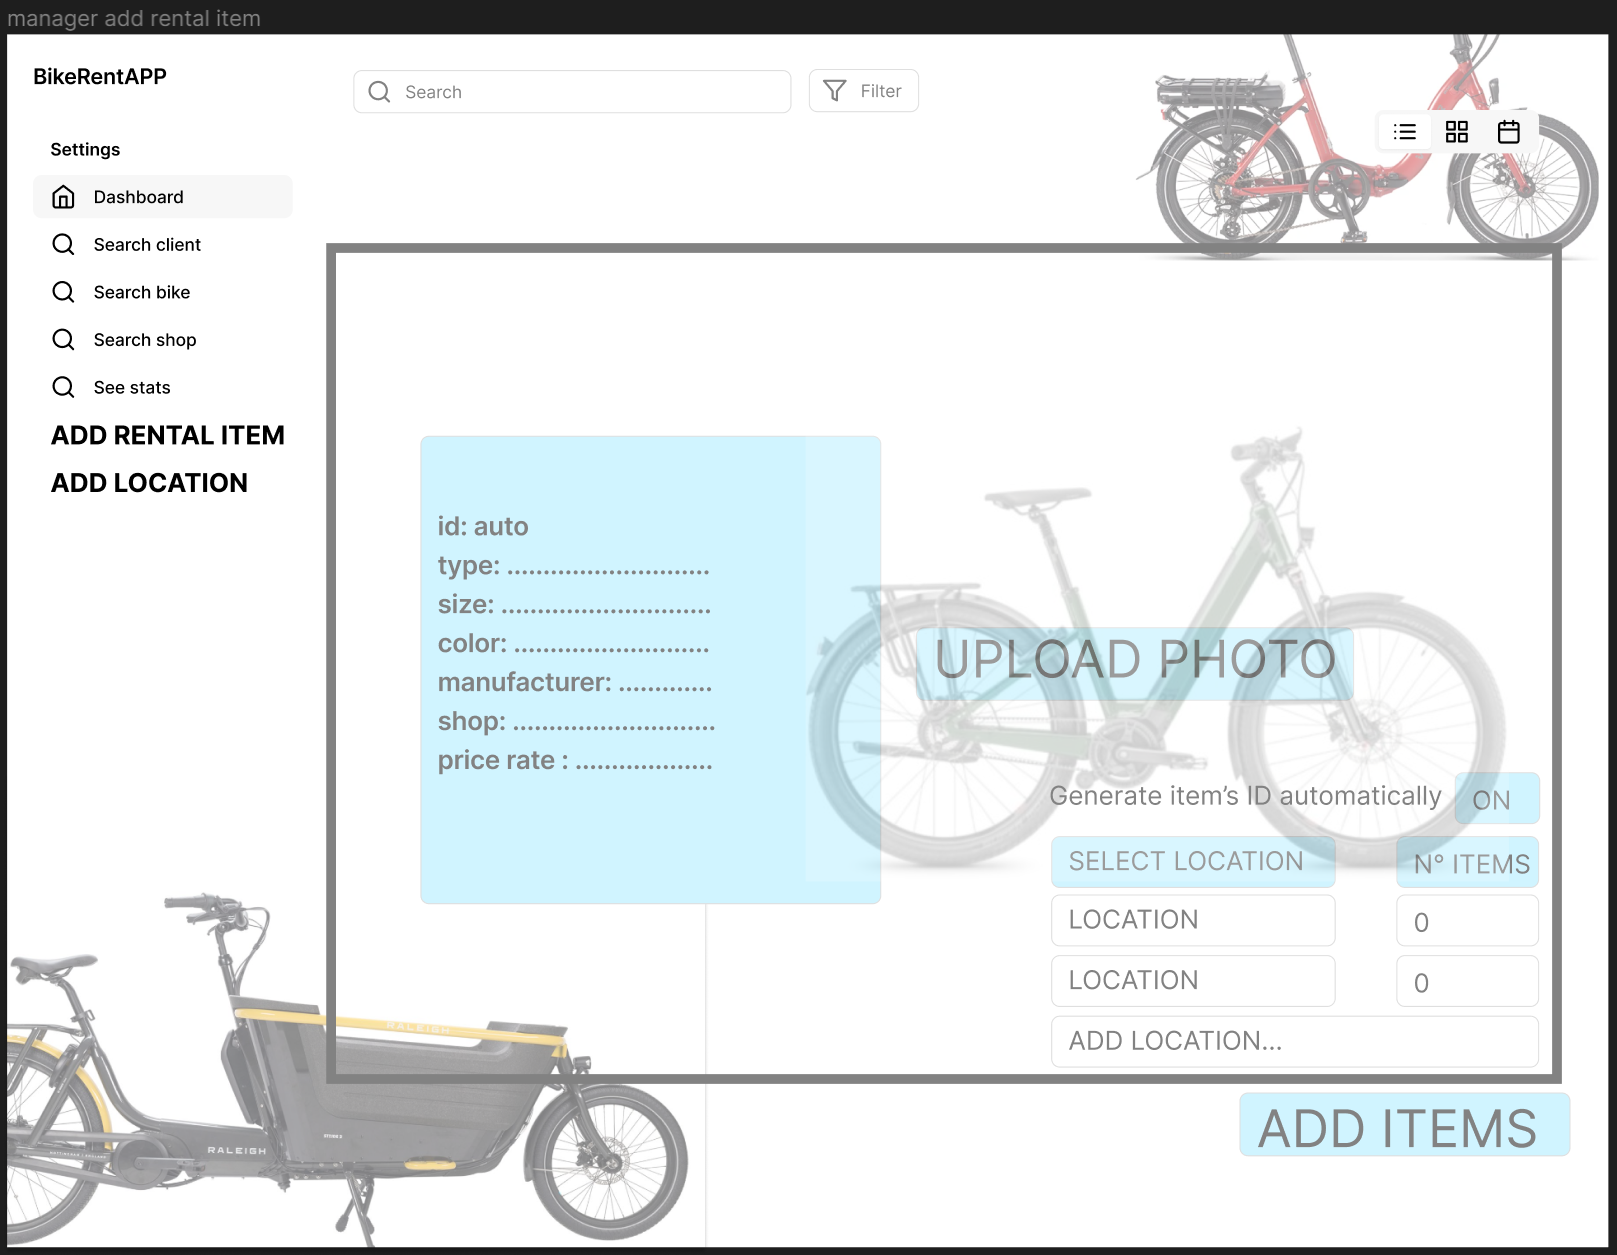 manager add rental item
BikeRentAPP
Search
Filter
Settings
Dashboard
Search client
Search bike
Search shop
See stats
ADD RENTAL ITEM
ADD LOCATION
id: auto
type: ............................
size: .............................
color: ...........................
manufacturer: .............
shop: ............................
price rate : ...................
UPLOAD PHOTO
Generate item’s ID automatically
ON
SELECT LOCATION
N° ITEMS
LOCATION
0
LOCATION
0
ADD LOCATION...
ADD ITEMS
RALEIGH
RALEIGH